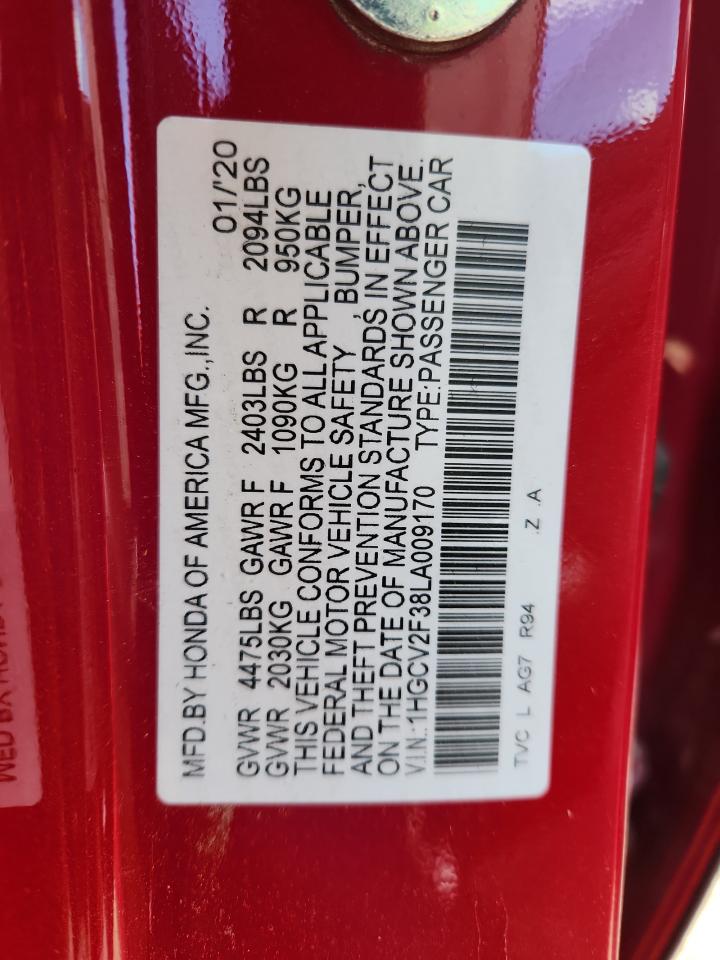 MFD.BY HONDA OF AMERICA MFG.,INC. 01/'20
GVWR 4475LBS GAWR F 2403LBS R 2094LBS
GVWR 2030KG GAWR F 1090KG R 950KG
THIS VEHICLE CONFORMS TO ALL APPLICABLE
FEDERAL MOTOR VEHICLE SAFETY , BUMPER,
AND THEFT PREVENTION STANDARDS IN EFFECT
ON THE DATE OF MANUFACTURE SHOWN ABOVE.
V.I.N.:1HGCV2F38LA009170 TYPE:PASSENGER CAR
TVC L AG7 R94 .Z .A